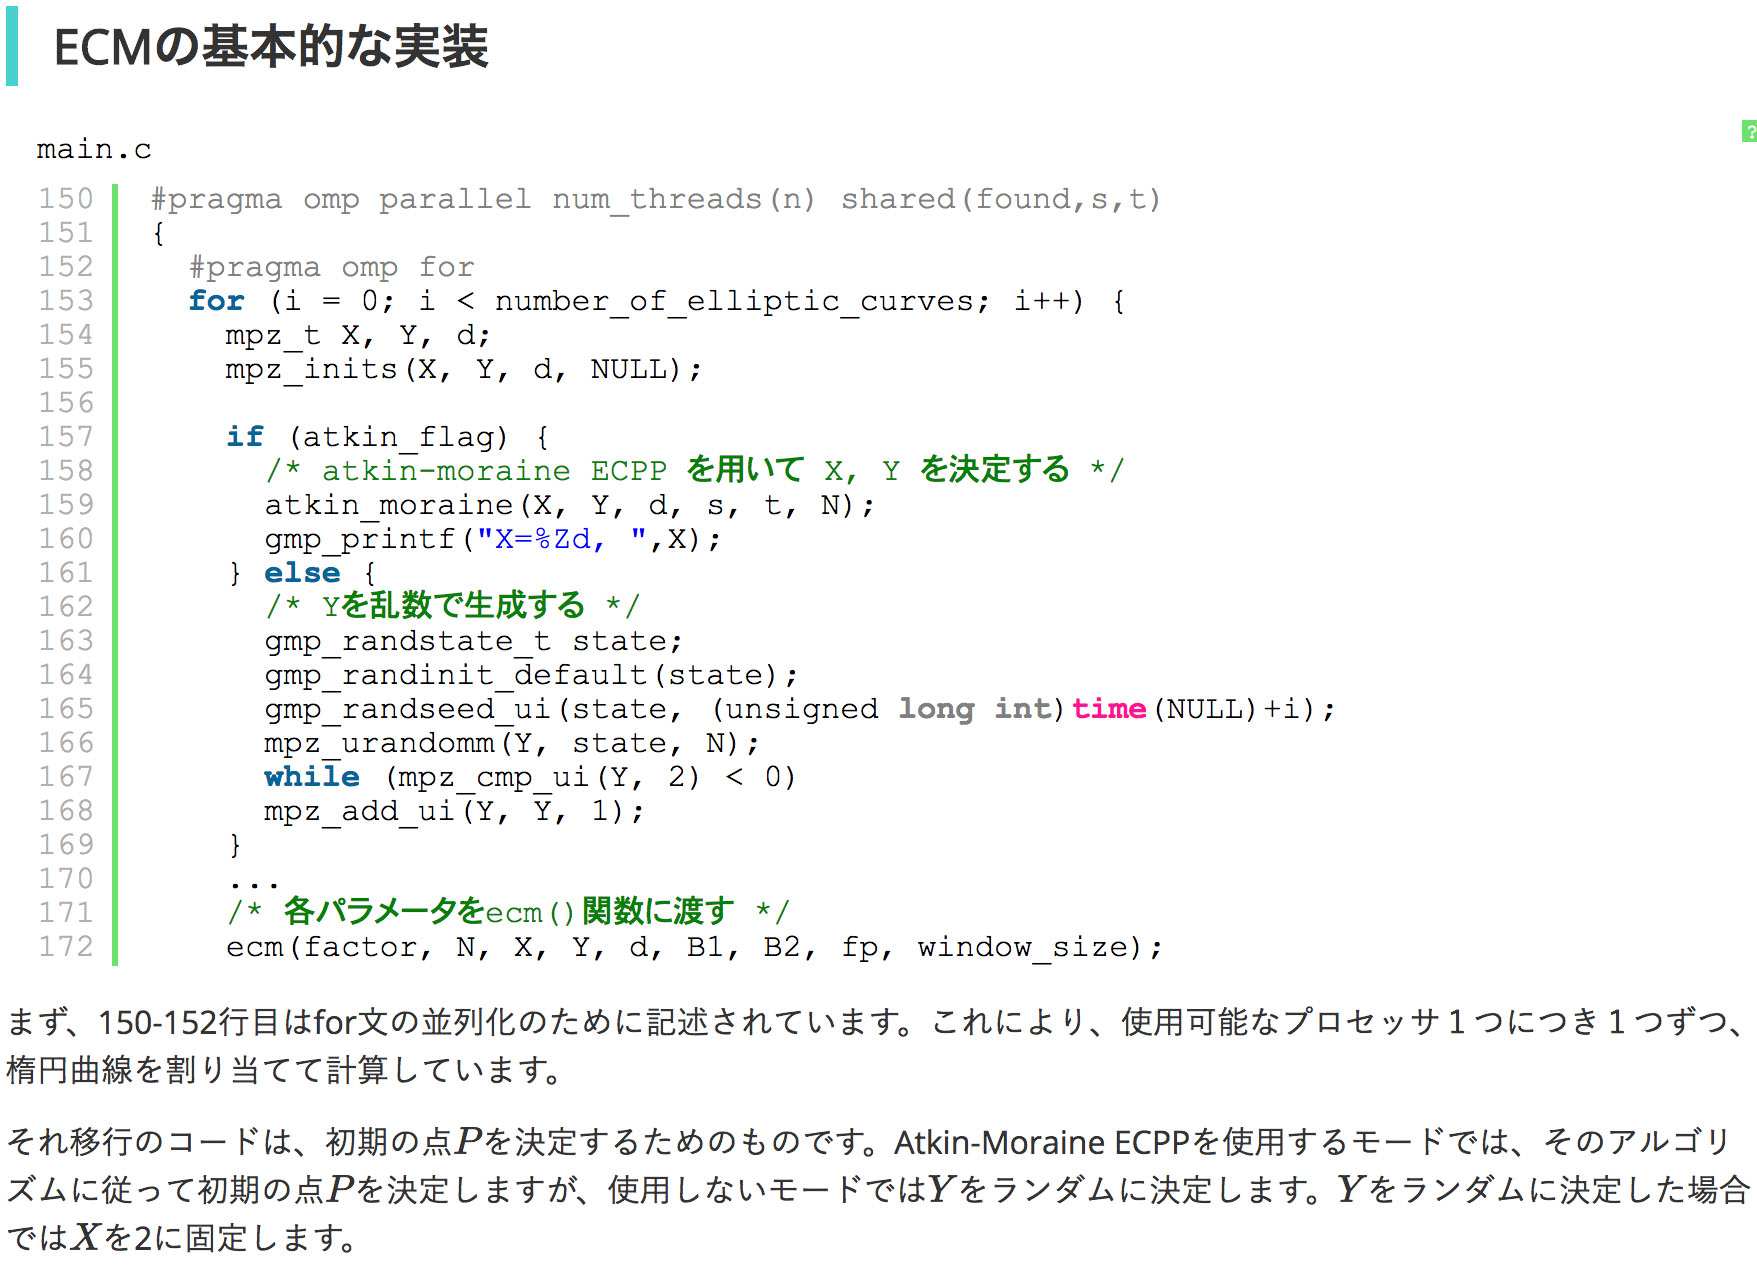 ECMの基本的な実装
?
main.c
150 #pragma omp parallel num_threads(n) shared(found,s,t)
151 {
152   #pragma omp for
153   for (i = 0; i < number_of_elliptic_curves; i++) {
154     mpz_t X, Y, d;
155     mpz_inits(X, Y, d, NULL);
156
157     if (atkin_flag) {
158       /* atkin-moraine ECPP を用いて X, Y を決定する */
159       atkin_moraine(X, Y, d, s, t, N);
160       gmp_printf("X=%Zd, ",X);
161     } else {
162       /* Yを乱数で生成する */
163       gmp_randstate_t state;
164       gmp_randinit_default(state);
165       gmp_randseed_ui(state, (unsigned long int)time(NULL)+i);
166       mpz_urandomm(Y, state, N);
167       while (mpz_cmp_ui(Y, 2) < 0)
168       mpz_add_ui(Y, Y, 1);
169     }
170     ...
171     /* 各パラメータをecm()関数に渡す */
172     ecm(factor, N, X, Y, d, B1, B2, fp, window_size);
まず、150-152行目はfor文の並列化のために記述されています。これにより、使用可能なプロセッサ１つにつき１つずつ、
楕円曲線を割り当てて計算しています。
それ移行のコードは、初期の点Pを決定するためのものです。Atkin-Moraine ECPPを使用するモードでは、そのアルゴリ
ズムに従って初期の点Pを決定しますが、使用しないモードではYをランダムに決定します。Yをランダムに決定した場合
ではXを2に固定します。